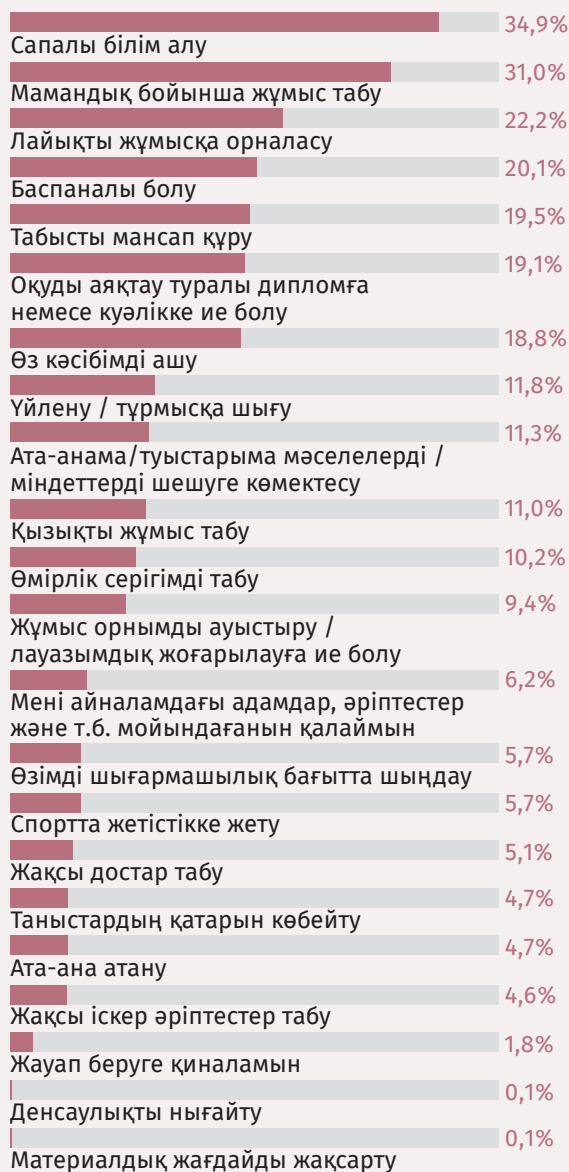 34,9%
Сапалы білім алу
31,0%
Мамандық бойынша жұмыс табу
22,2%
Лайықты жұмысқа орналасу
20,1%
Баспаналы болу
19,5%
Табысты мансап құру
19,1%
Оқуды аяқтау туралы дипломға
немесе куәлікке ие болу
18,8%
Өз кәсібімді ашу
11,8%
Үйлену / тұрмысқа шығу
11,3%
Ата-анама/туыстарыма мәселелерді /
міндеттерді шешуге көмектесу
11,0%
Қызықты жұмыс табу
10,2%
Өмірлік серігімді табу
9,4%
Жұмыс орнымды ауыстыру /
лауазымдық жоғарылауға ие болу
6,2%
Мені айналамдағы адамдар, әріптестер
және т.б. мойындағанын қалаймын
5,7%
Өзімді шығармашылық бағытта шыңдау
5,7%
Спортта жетістікке жету
5,1%
Жақсы достар табу
4,7%
Таныстардың қатарын көбейту
4,7%
Ата-ана атану
4,6%
Жақсы іскер әріптестер табу
1,8%
Жауап беруге қиналамын
0,1%
Денсаулықты нығайту
0,1%
Материалдық жағдайды жақсарту